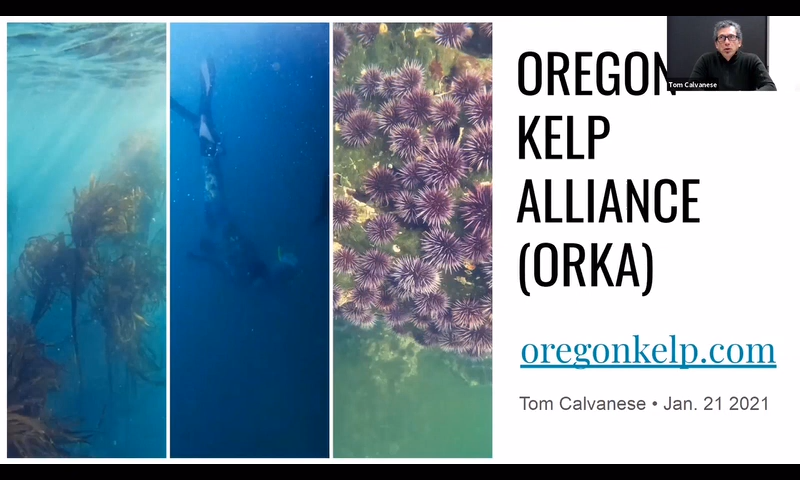 OREGON
KELP
ALLIANCE
(ORKA)
oregonkelp.com
Tom Calvanese • Jan. 21 2021
Tom Calvanese